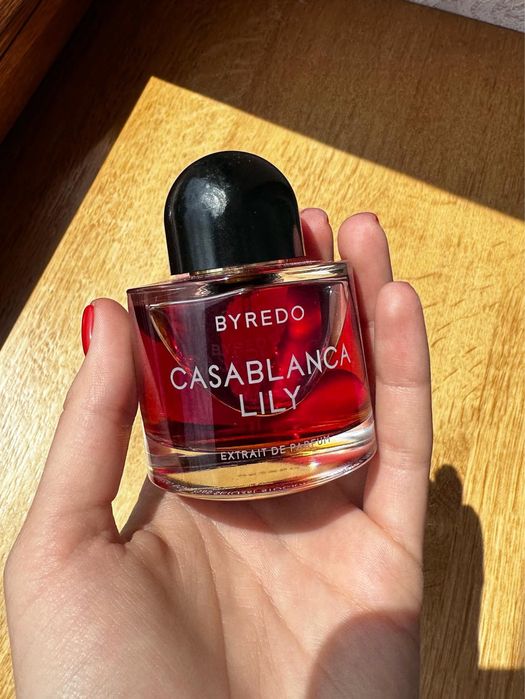 BYREDO
CASABLANCA
LILY
EXTRAIT DE PARFUM